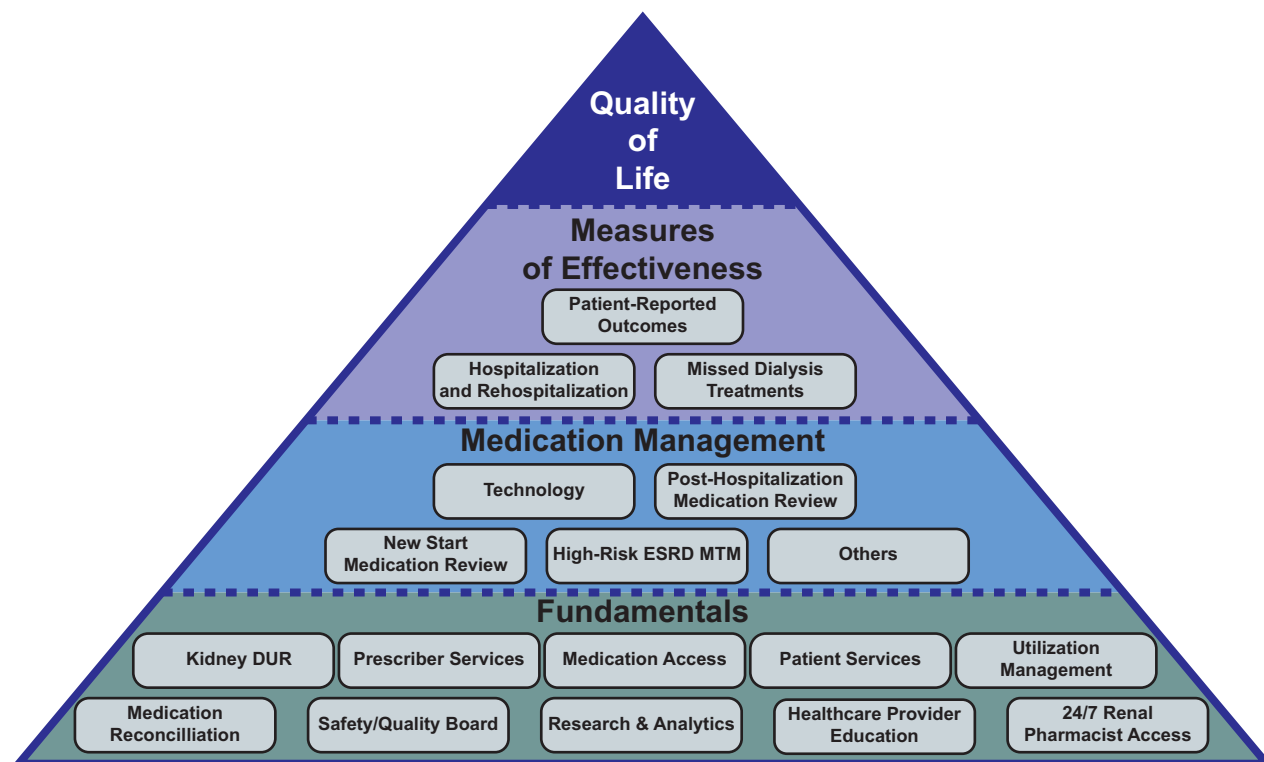 Quality
of
Life
Measures
of Effectiveness
Patient-Reported
Outcomes
Hospitalization
and Rehospitalization
Missed Dialysis
Treatments
Medication Management
Technology
Post-Hospitalization
Medication Review
New Start
Medication Review
High-Risk ESRD MTM
Others
Fundamentals
Kidney DUR
Prescriber Services
Medication Access
Patient Services
Utilization
Management
Medication
Reconcilliation
Safety/Quality Board
Research & Analytics
Healthcare Provider
Education
24/7 Renal
Pharmacist Access